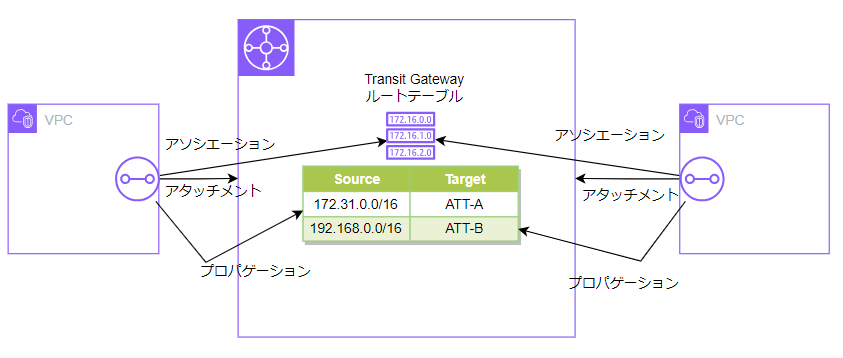 Transit Gateway
ルートテーブル
VPC
172.16.0.0
172.16.1.0
172.16.2.0
VPC
アソシエーション
アソシエーション
アタッチメント
アタッチメント
Source Target
172.31.0.0/16 ATT-A
192.168.0.0/16 ATT-B
プロパゲーション
プロパゲーション